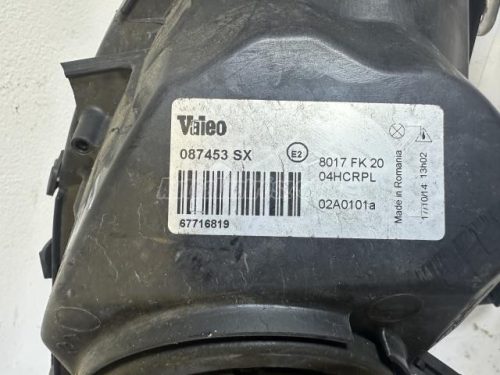 Valeo
087453 SX
E2
8017 FK 20
04HCRPL
02A0101a
67716819
Made in Romania
17/10/14 13h02